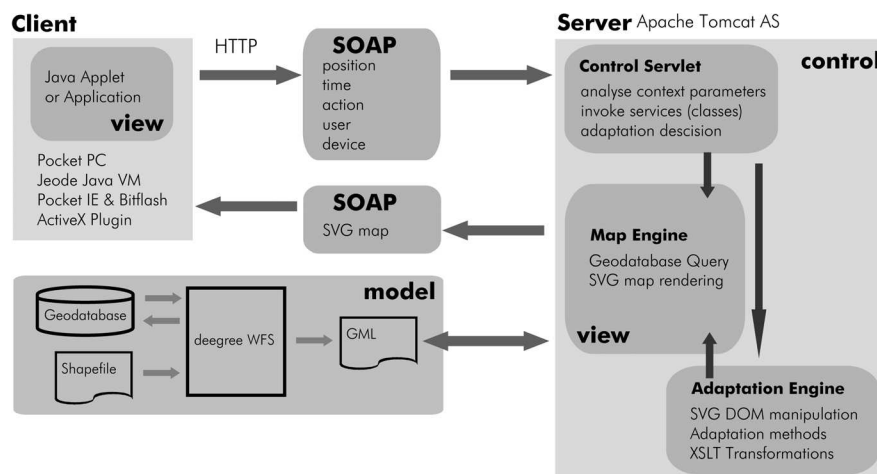 Client
Java Applet
or Application
view
Pocket PC
Jeode Java VM
Pocket IE & Bitflash
ActiveX Plugin
HTTP
SOAP
position
time
action
user
device
SOAP
SVG map
Server Apache Tomcat AS
control
Control Servlet
analyse context parameters
invoke services (classes)
adaptation descision
Map Engine
Geodatabase Query
SVG map rendering
view
Adaptation Engine
SVG DOM manipulation
Adaptation methods
XSLT Transformations
model
Geodatabase
Shapefile
deegree WFS
GML